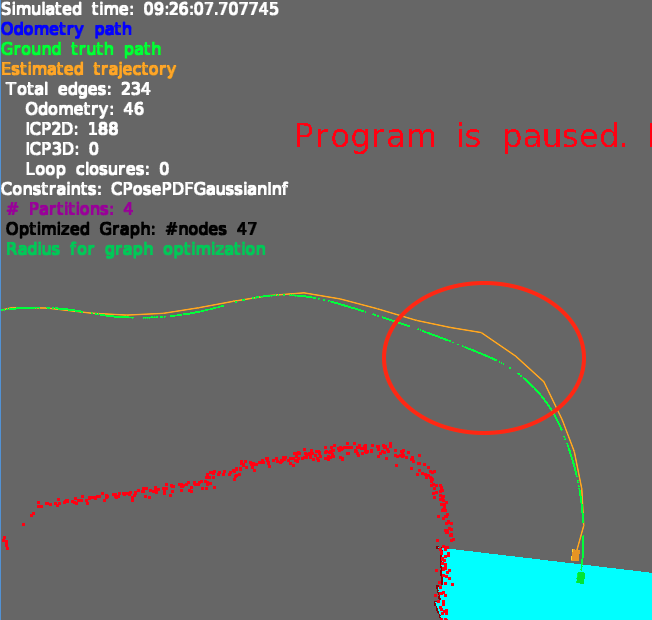 Simulated time: 09:26:07.707745
Odometry path
Ground truth path
Program is paused.
Estimated trajectory
Total edges: 234
Odometry: 46
ICP2D: 188
ICP3D: 0
Loop closures: 0
Constraints: CPosePDFGaussianInf
# Partitions: 4
Optimized Graph: #nodes 47
Radius for graph optimization